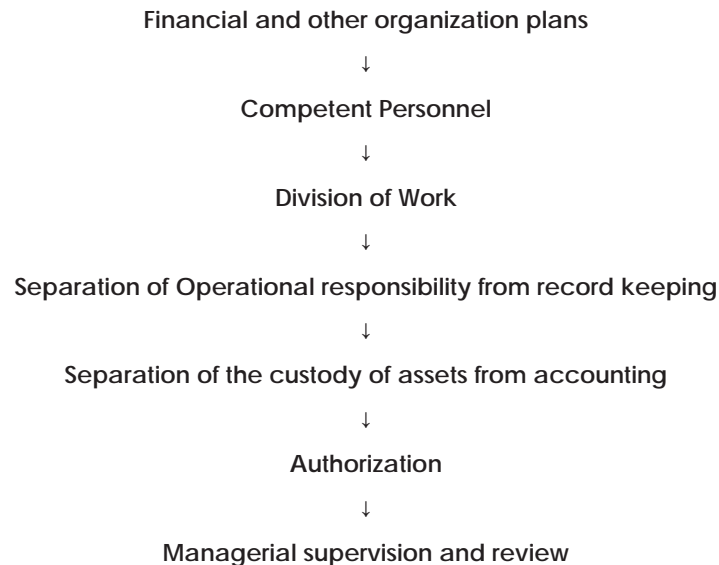 Financial and other organization plans
↓
Competent Personnel
↓
Division of Work
↓
Separation of Operational responsibility from record keeping
↓
Separation of the custody of assets from accounting
↓
Authorization
↓
Managerial supervision and review